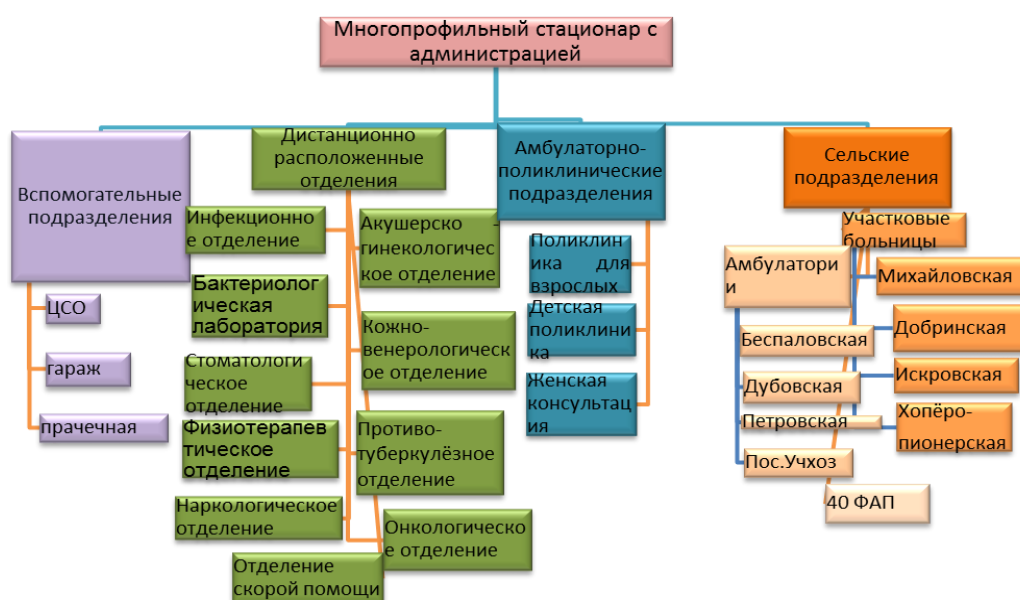 Многопрофильный стационар с
администрацией
Вспомогательные
подразделения
ЦСО
гараж
прачечная
Дистанционно
расположенные
отделения
Инфекционно
е отделение
Акушерско -
гинекологичес
кое отделение
Бактериолог
ическая
лаборатория
Кожно-
венерологическ
ое отделение
Стоматолог
ическое
отделение
Физиотерапев
тическое
отделение
Противо-
туберкулёзное
отделение
Наркологическое
отделение
Онкологическо
е отделение
Отделение
скорой помощи
Амбулаторно-
поликлинические
подразделения
Поликлин
ика для
взрослых
Детская
поликлини
ка
Женская
консультац
ия
Сельские
подразделения
Участковые
больницы
Михайловская
Добринская
Искровская
Хопёро-
пионерская
Амбулатори
и
Беспаловская
Дубовская
Петровская
Пос.Учхоз
40 ФАП